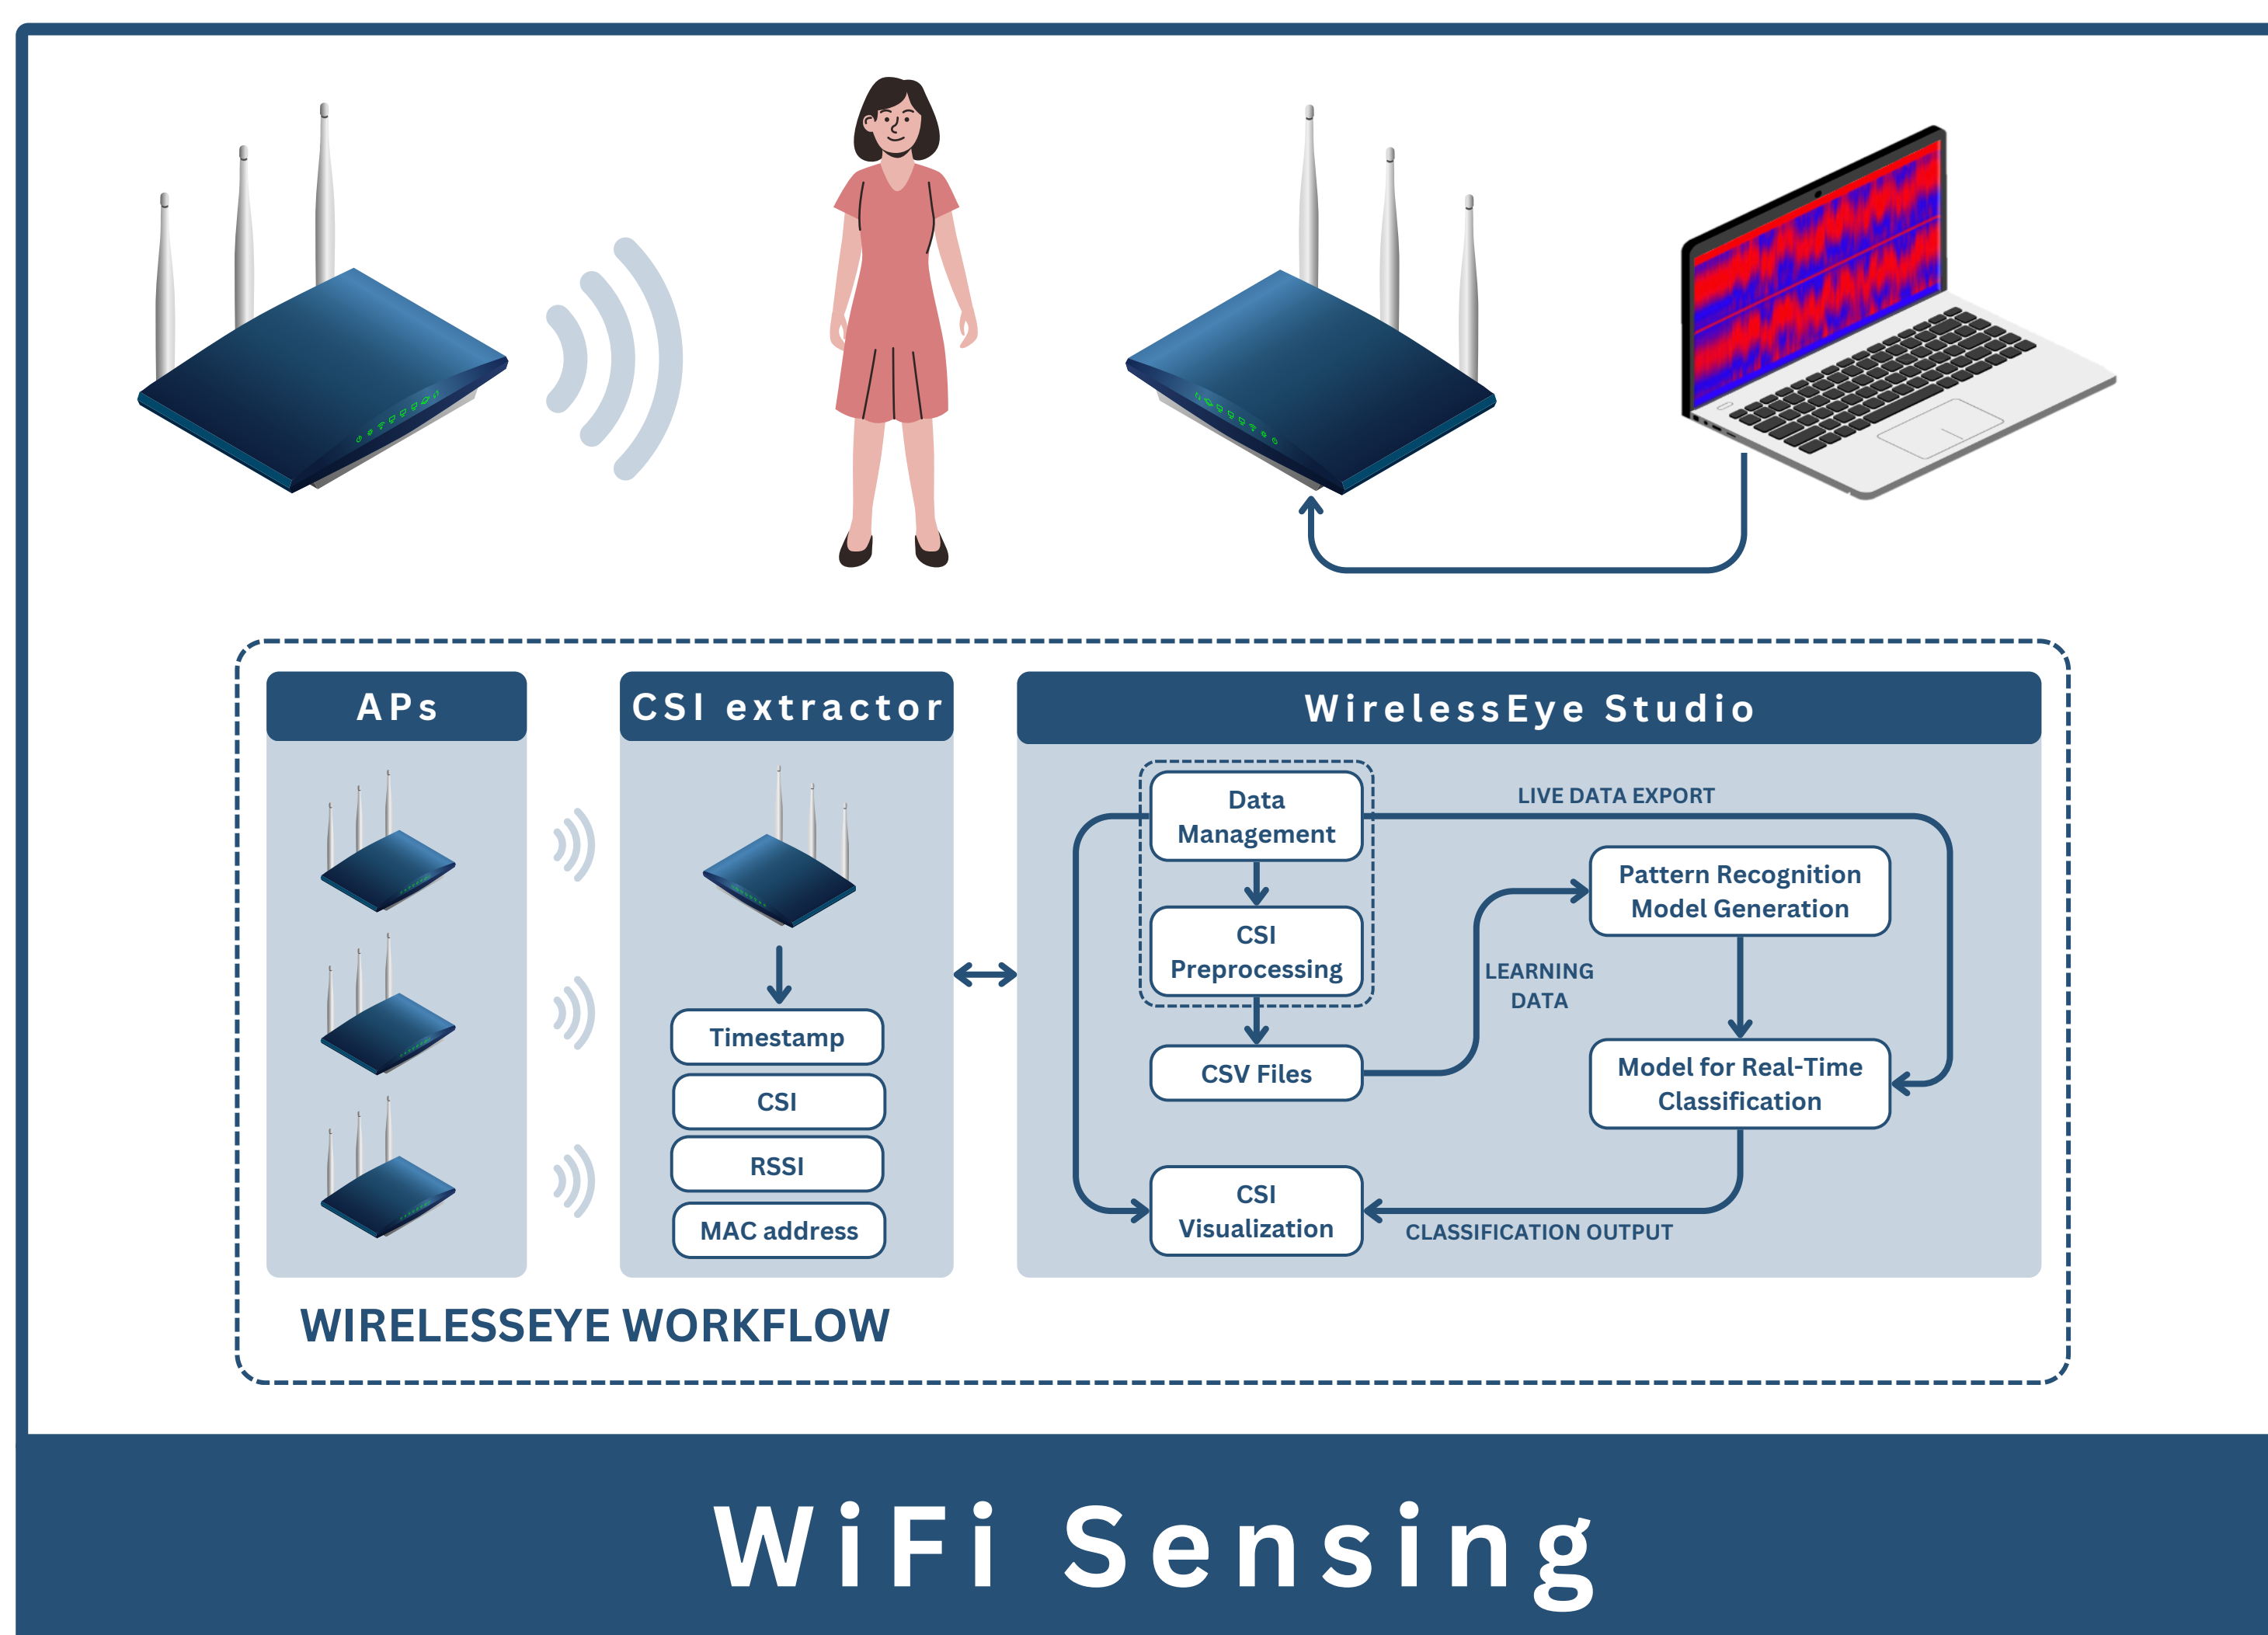 APs
CSI extractor
WirelessEye Studio
Timestamp
CSI
RSSI
MAC address
Data
Management
CSI
Preprocessing
CSV Files
CSI
Visualization
LIVE DATA EXPORT
Pattern Recognition
Model Generation
LEARNING
DATA
Model for Real-Time
Classification
CLASSIFICATION OUTPUT
WIRELESSEYE WORKFLOW
WiFi Sensing